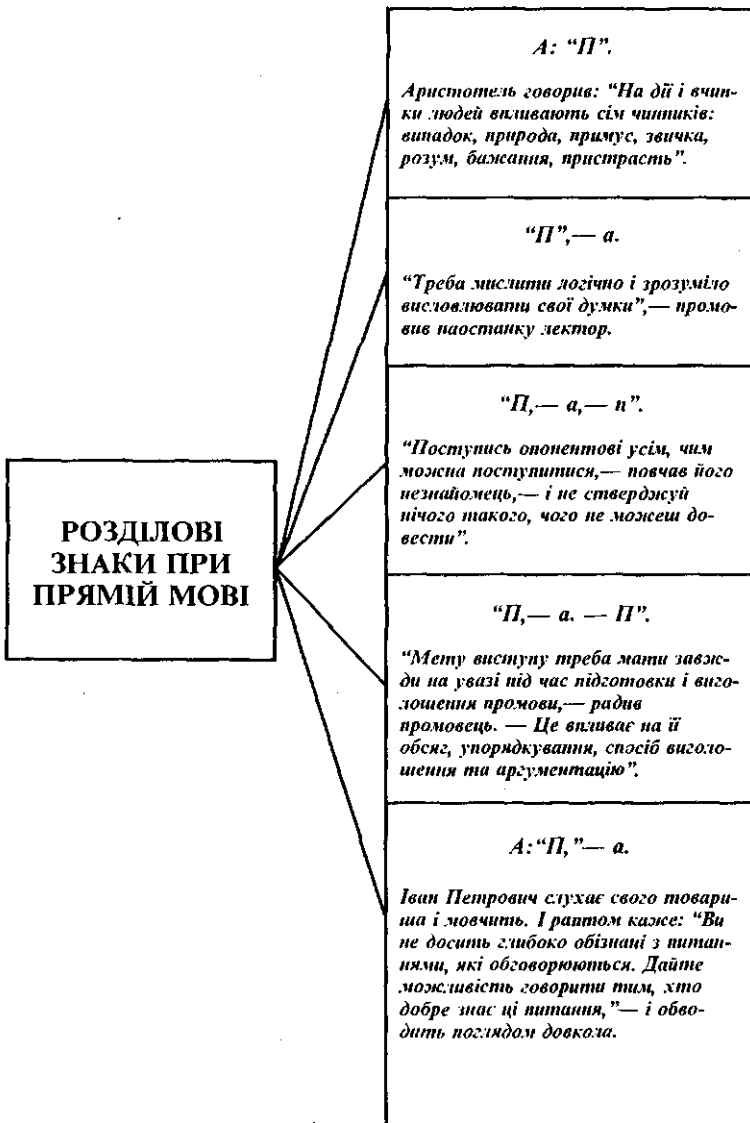 РОЗДІЛОВІ
ЗНАКИ ПРИ
ПРЯМІЙ МОВІ
А: “П”.
Аристотель говорив: “На дії і вчин-
ки людей впливають сім чинників:
випадок, природа, примус, звичка,
розум, бажання, пристрасть”.
“П”,— а.
“Треба мислити логічно і зрозуміло
висловлювати свої думки”,— промо-
вив наостанку лектор.
“П,— а,— п”.
“Поступись опонентові усім, чим
можна поступитися,— повчав його
незнайомець,— і не стверджуй
нічого такого, чого не можеш до-
вести”.
“П,— а. — П”.
“Мету виступу треба мати завж-
ди на увазі під час підготовки і виго-
лошення промови,— радив
промовець. — Це впливає на її
обсяг, упорядкування, спосіб виголо-
шення та аргументацію”.
А:“П,”— а.
Іван Петрович слухає свого товари-
ша і мовчить. І раптом каже: “Ви
не досить глибоко обізнані з питан-
нями, які обговорюються. Дайте
можливість говорити тим, хто
добре знає ці питання,”— і обво-
дить поглядом довкола.